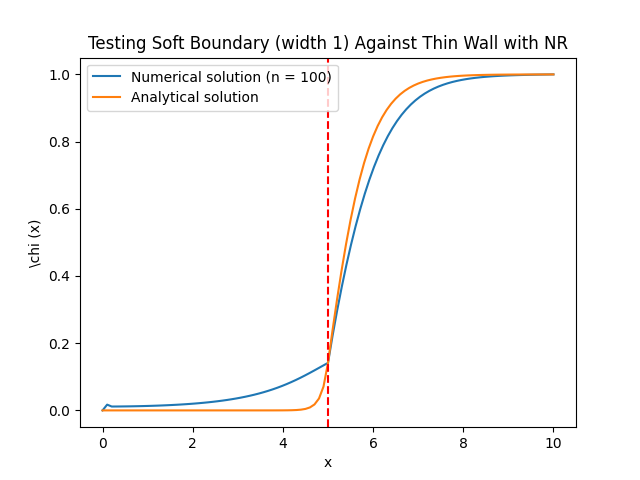 Testing Soft Boundary (width 1) Against Thin Wall with NR
Numerical solution (n = 100)
Analytical solution
1.0
0.8
0.6
0.4
0.2
0.0
\chi (x)
0 2 4 6 8 10
x